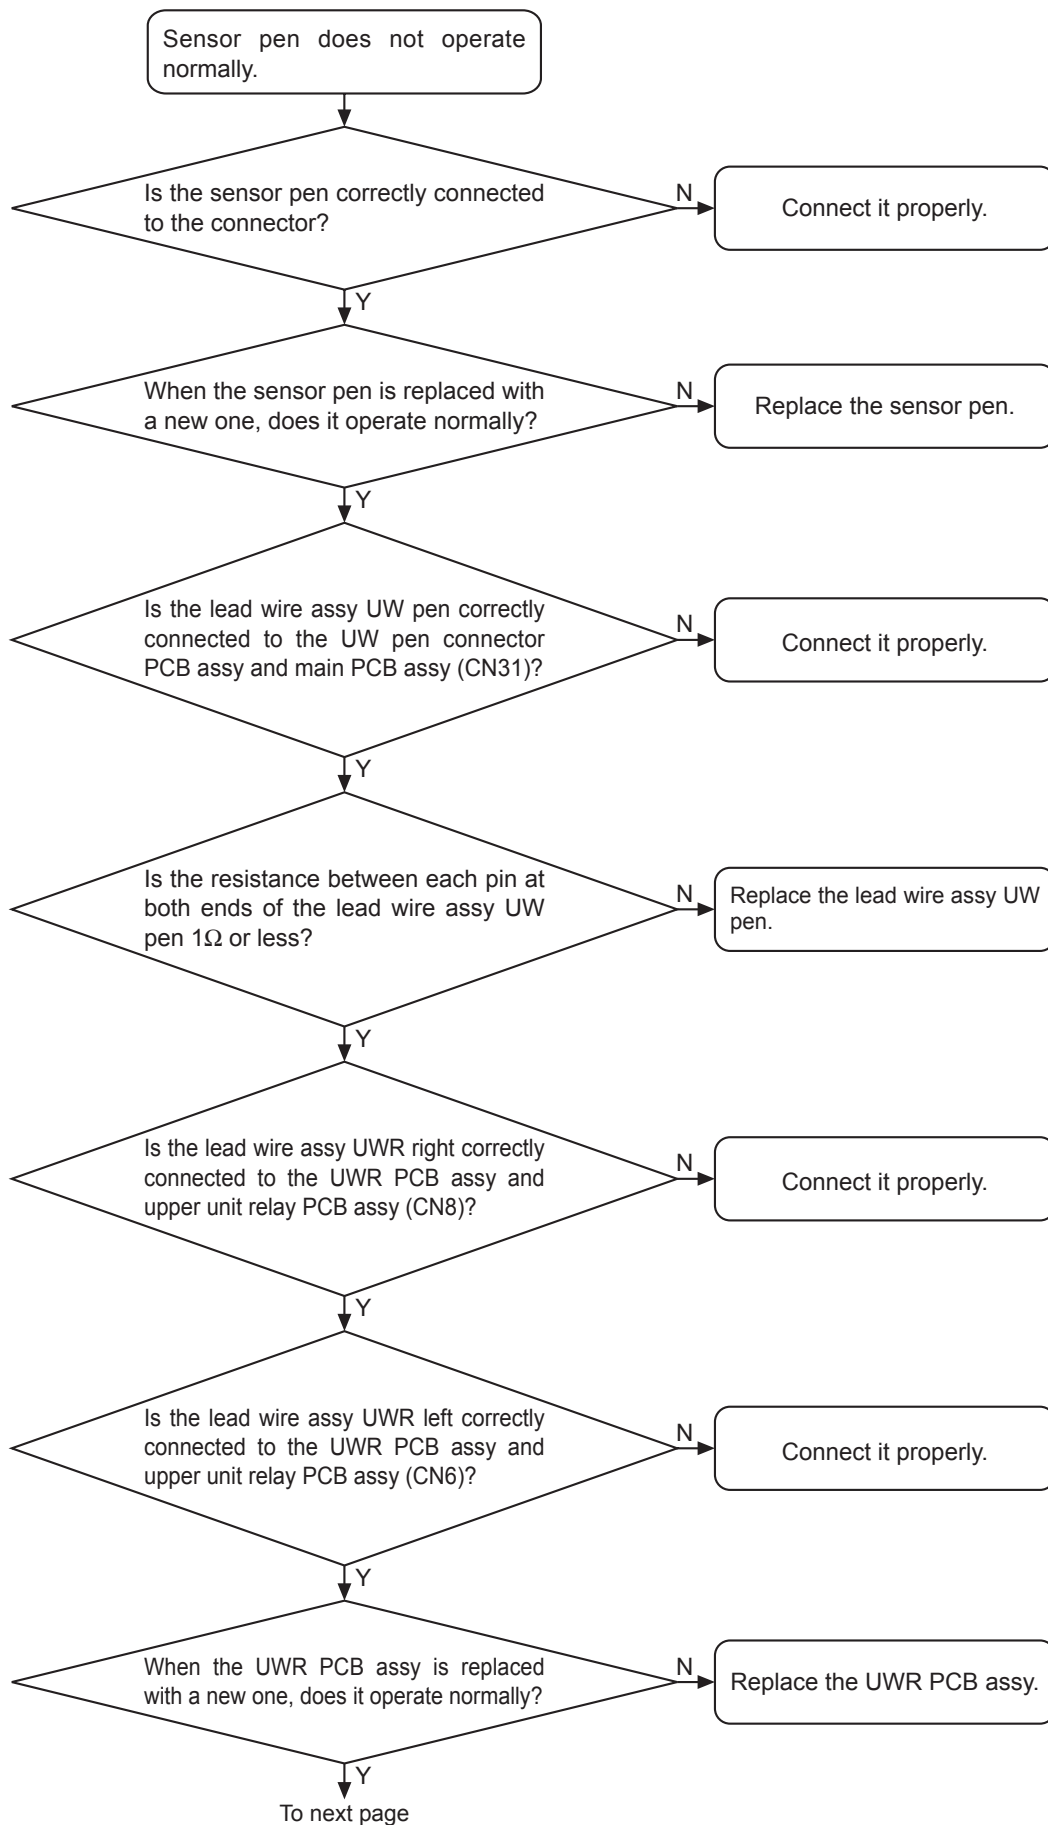 Sensor pen does not operate
normally.
Is the sensor pen correctly connected
to the connector?
N
Connect it properly.
Y
When the sensor pen is replaced with
a new one, does it operate normally?
N
Replace the sensor pen.
Y
Is the lead wire assy UW pen correctly
connected to the UW pen connector
PCB assy and main PCB assy (CN31)?
N
Connect it properly.
Y
Is the resistance between each pin at
both ends of the lead wire assy UW
pen 1Ω or less?
N
Replace the lead wire assy UW
pen.
Y
Is the lead wire assy UWR right correctly
connected to the UWR PCB assy and
upper unit relay PCB assy (CN8)?
N
Connect it properly.
Y
Is the lead wire assy UWR left correctly
connected to the UWR PCB assy and
upper unit relay PCB assy (CN6)?
N
Connect it properly.
Y
When the UWR PCB assy is replaced
with a new one, does it operate normally?
N
Replace the UWR PCB assy.
Y
To next page